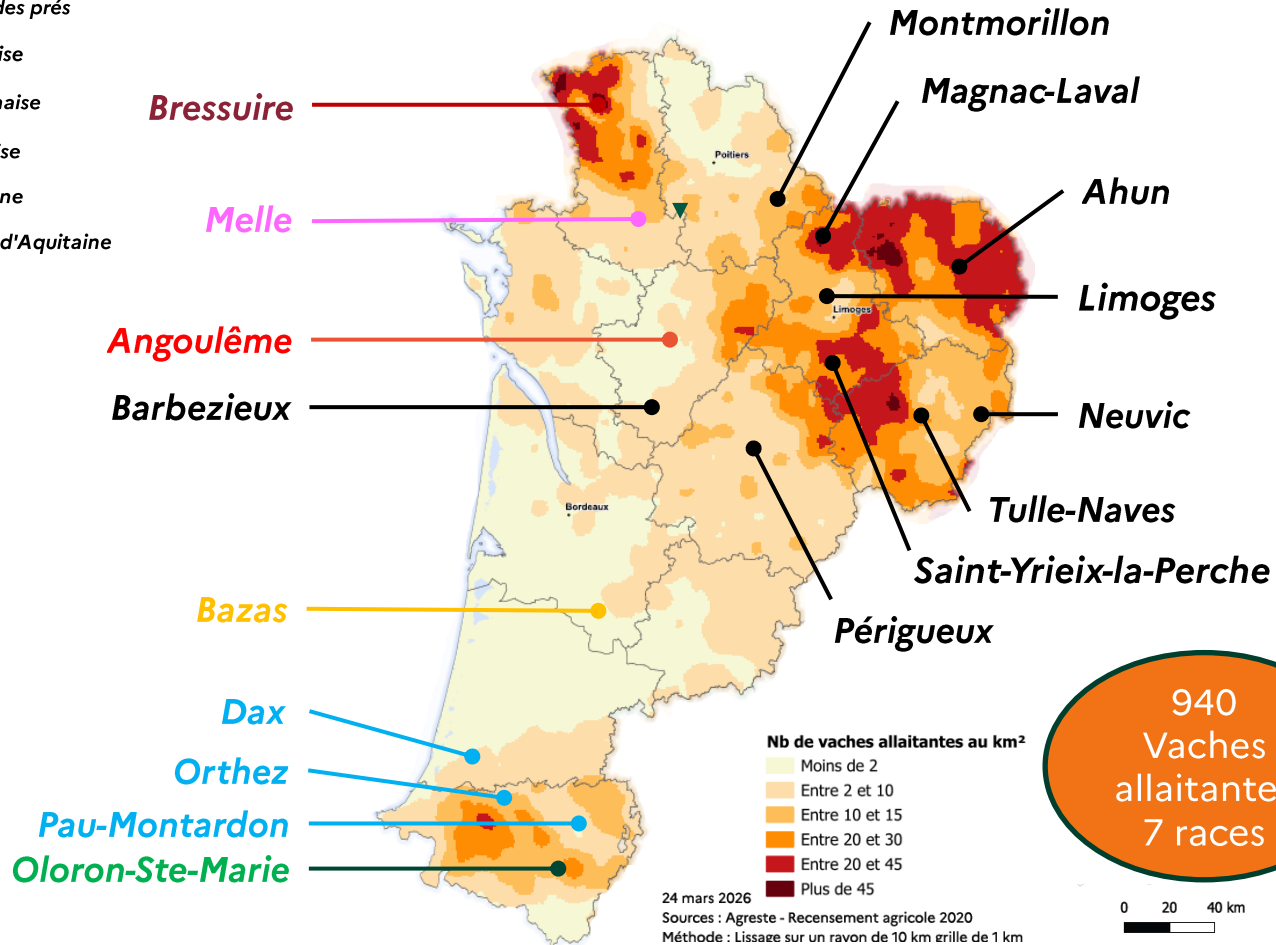 des prés
ise
naise
ise
ne
d'Aquitaine
Bressuire
Melle
Angoulême
Barbezieux
Bazas
Dax
Orthez
Pau-Montardon
Oloron-Ste-Marie
Montmorillon
Magnac-Laval
Ahun
Limoges
Neuvic
Tulle-Naves
Saint-Yrieix-la-Perche
Périgueux
Poitiers
Limoges
Bordeaux
Nb de vaches allaitantes au km²
Moins de 2
Entre 2 et 10
Entre 10 et 15
Entre 20 et 30
Entre 20 et 45
Plus de 45
940
Vaches
allaitante
7 races
24 mars 2026
Sources : Agreste - Recensement agricole 2020
Méthode : Lissage sur un rayon de 10 km grille de 1 km
0 20 40 km